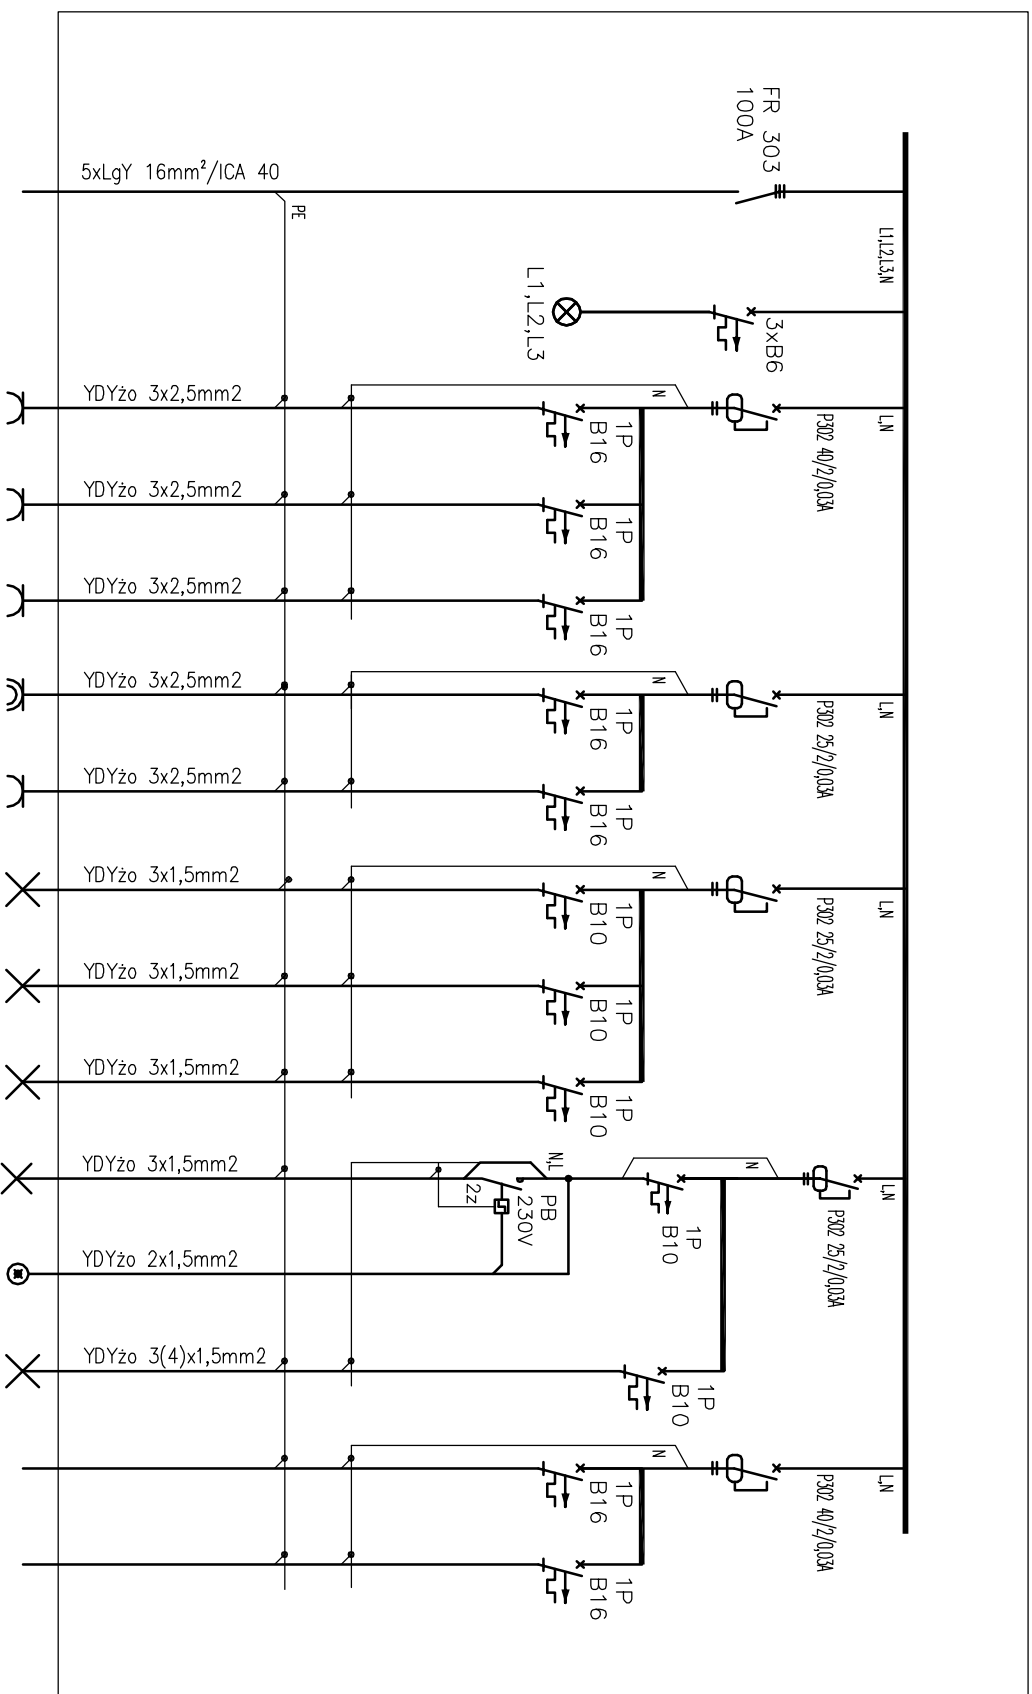 FR 303
100A
5xLgY 16mm²/ICA 40
PE
L1,L2,L3,N
3xB6
L1,L2,L3
L,N
P302 40/2/0,03A
N
1P
B16
YDYżo 3x2,5mm2
1P
B16
YDYżo 3x2,5mm2
1P
B16
YDYżo 3x2,5mm2
L,N
P302 25/2/0,03A
N
1P
B16
YDYżo 3x2,5mm2
1P
B16
YDYżo 3x2,5mm2
L,N
P302 25/2/0,03A
N
1P
B10
YDYżo 3x1,5mm2
1P
B10
YDYżo 3x1,5mm2
1P
B10
YDYżo 3x1,5mm2
L,N
P302 25/2/0,03A
N
1P
B10
N,L
PB
230V
2z
YDYżo 3x1,5mm2
YDYżo 2x1,5mm2
1P
B10
YDYżo 3(4)x1,5mm2
L,N
P302 40/2/0,03A
N
1P
B16
1P
B16